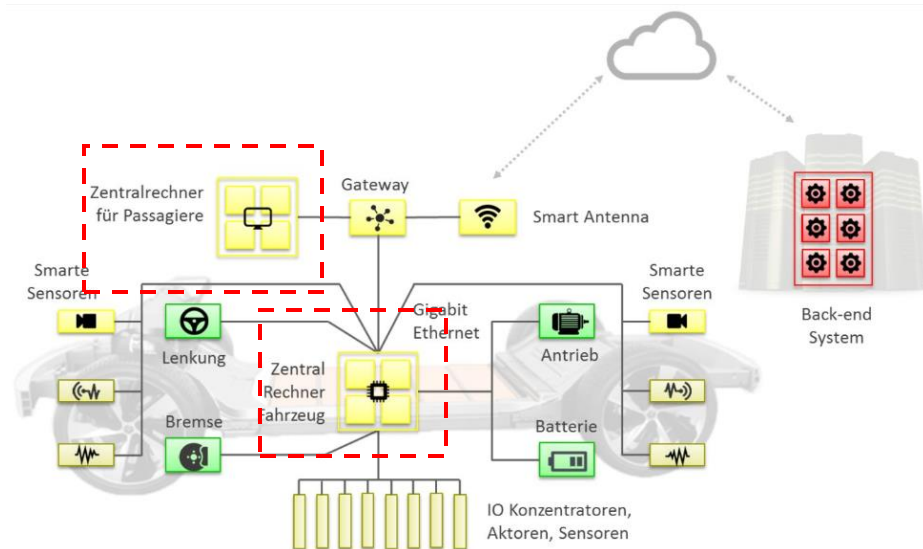 Zentralrechner
für Passagiere
Gateway
Smart Antenna
Smarte
Sensoren
Lenkung
Gigabit
Ethernet
Antrieb
Smarte
Sensoren
Back-end
System
Zentral
Rechner
Fahrzeug
Bremse
Batterie
IO Konzentratoren,
Aktoren, Sensoren